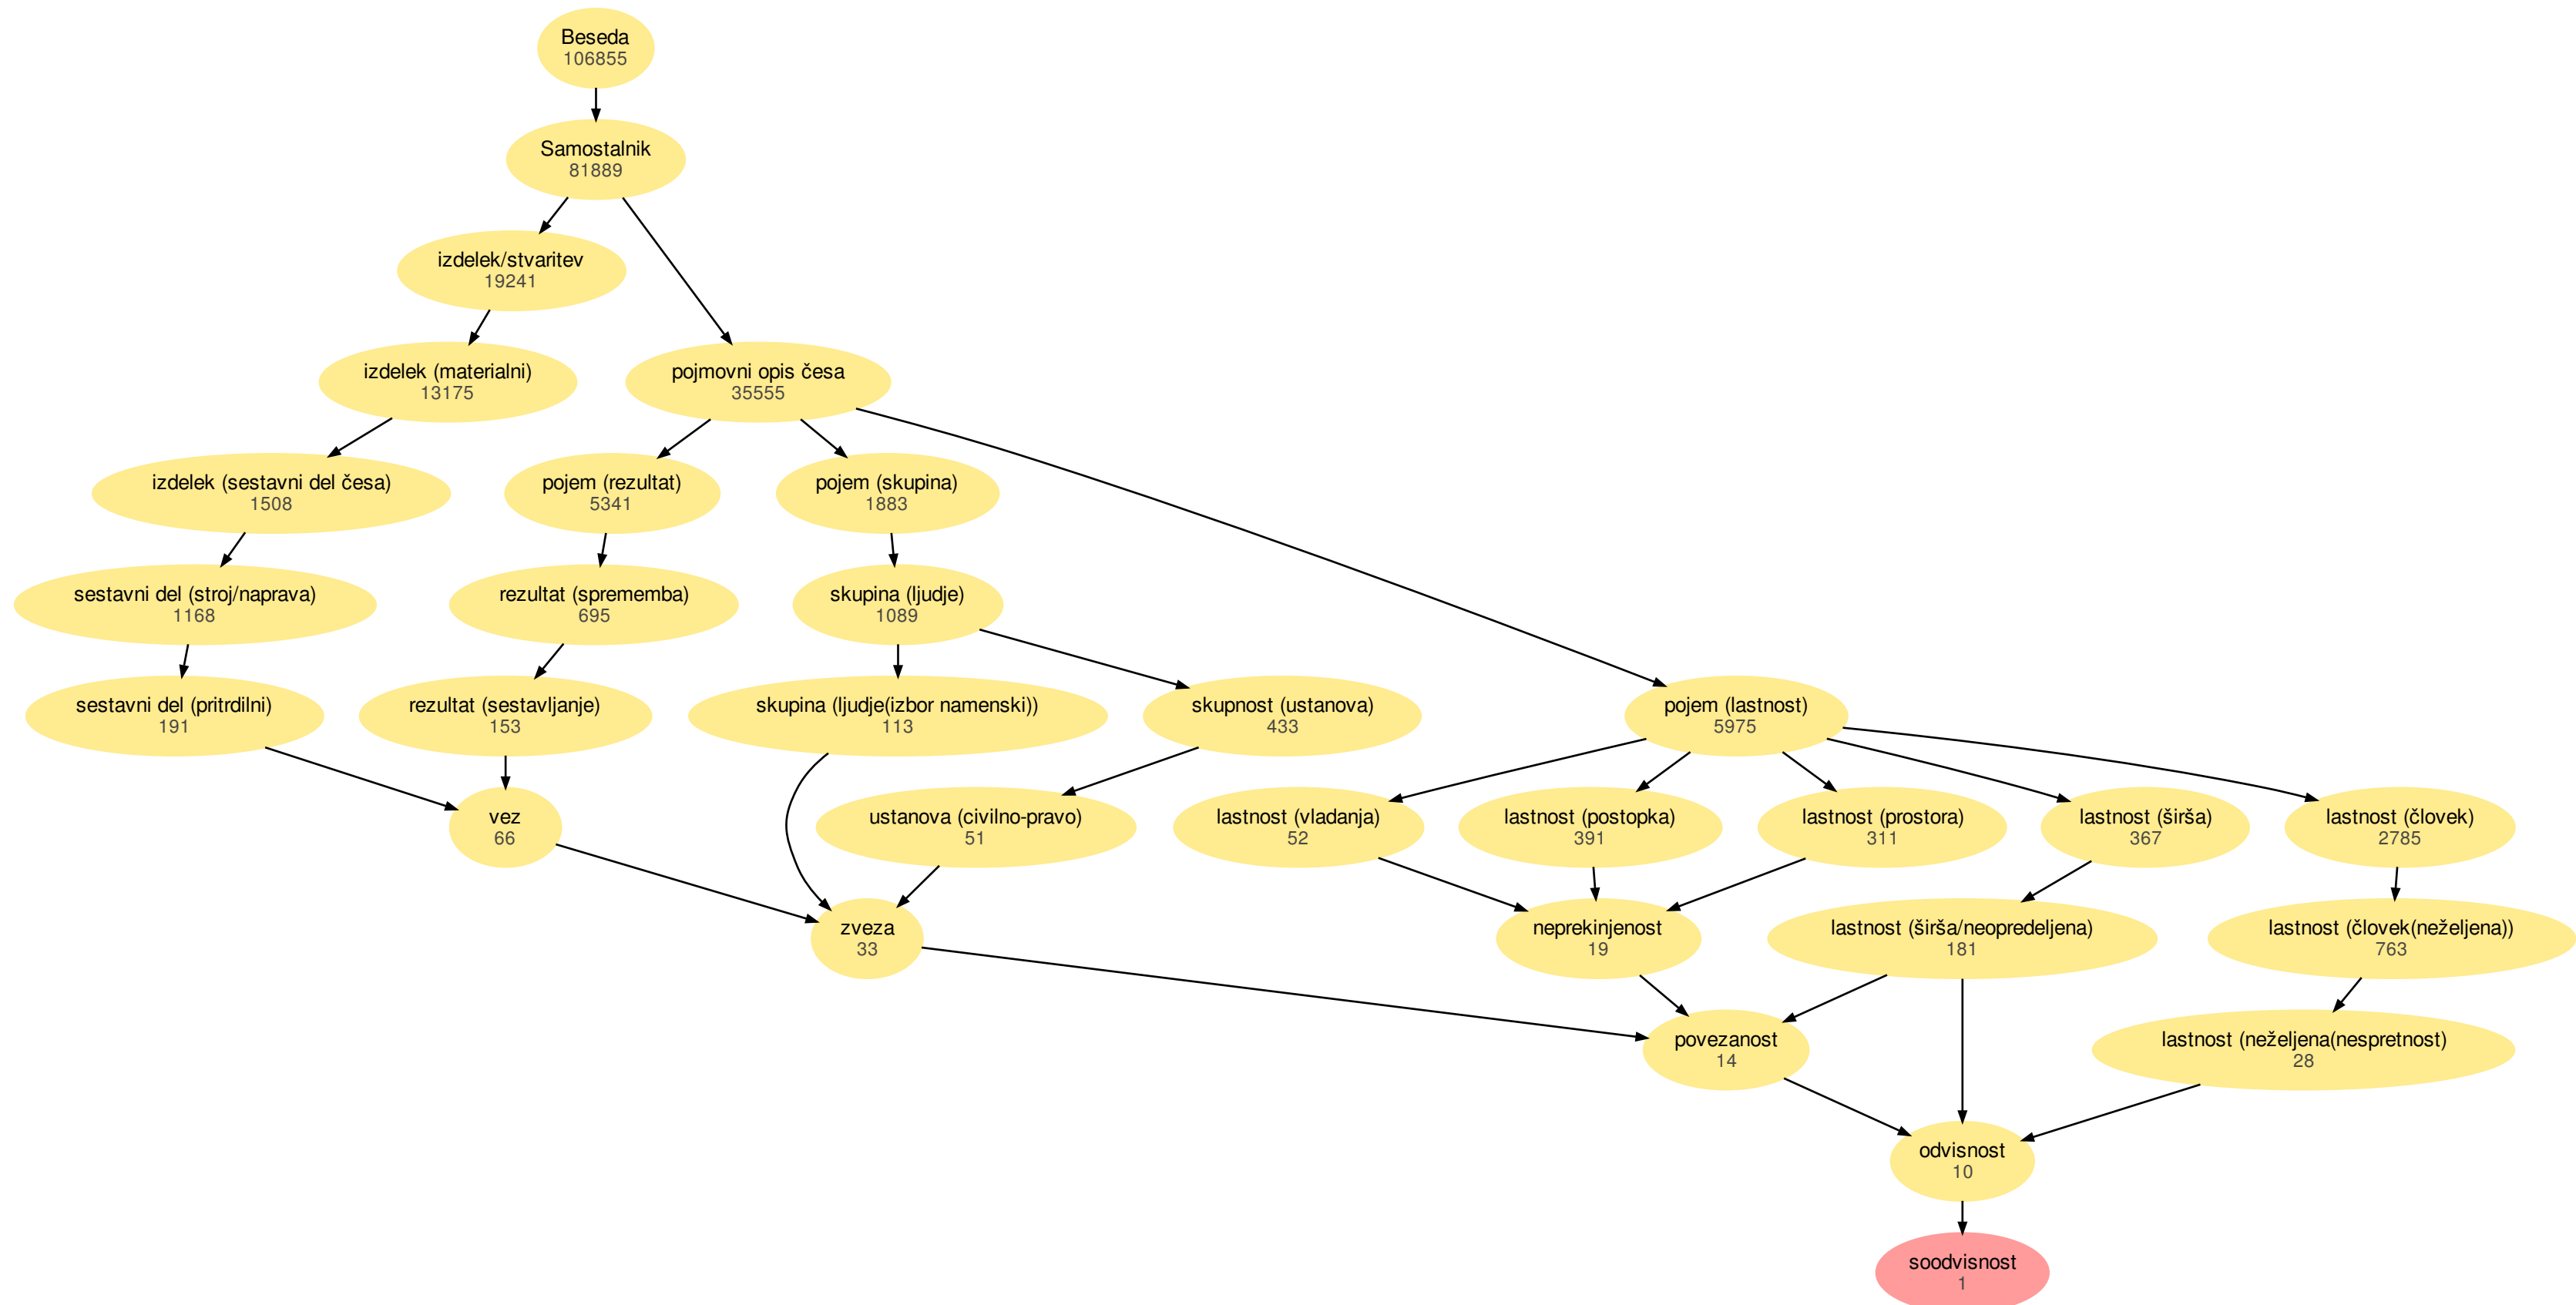 Beseda
106855
Samostalnik
81889
izdelek/stvaritev
19241
izdelek (materialni)
13175
pojmovni opis česa
35555
izdelek (sestavni del česa)
1508
pojem (rezultat)
5341
pojem (skupina)
1883
sestavni del (stroj/naprava)
1168
rezultat (sprememba)
695
skupina (ljudje)
1089
sestavni del (pritrdilni)
191
rezultat (sestavljanje)
153
skupina (ljudje(izbor namenski))
113
skupnost (ustanova)
433
pojem (lastnost)
5975
vez
66
ustanova (civilno-pravo)
51
lastnost (vladanja)
52
lastnost (postopka)
391
lastnost (prostora)
311
lastnost (širša)
367
lastnost (človek)
2785
zveza
33
neprekinjenost
19
lastnost (širša/neopredeljena)
181
lastnost (človek(neželjena))
763
povezanost
14
lastnost (neželjena(nespretnost)
28
odvisnost
10
soodvisnost
1